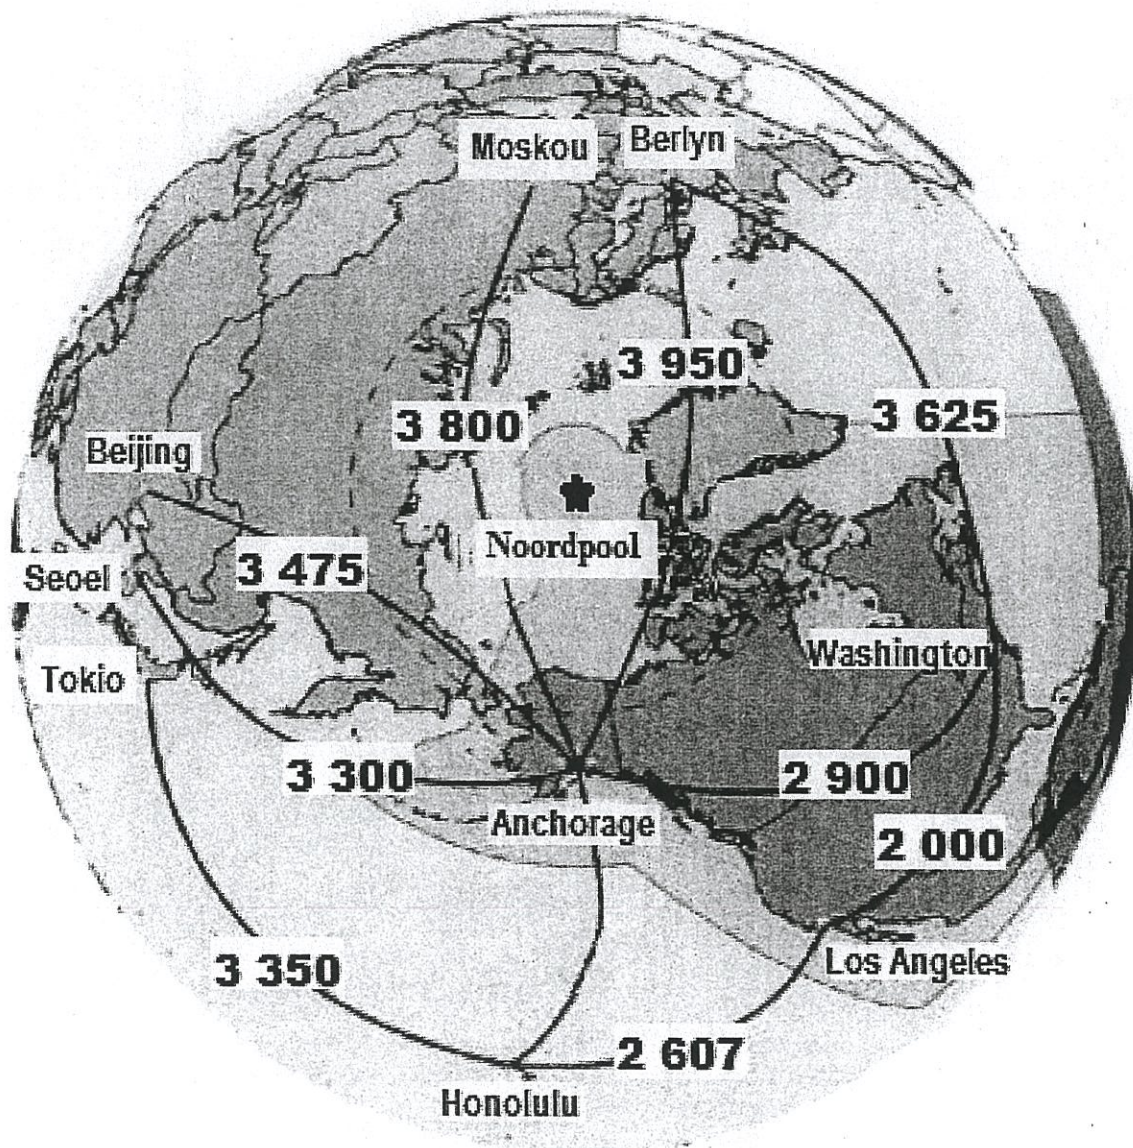 Moskou
Berlyn
3 950
3 800
3 625
Beijing
Noordpool
3 475
Seoel
Washington
Tokio
3 300
2 900
Anchorage
2 000
3 350
Los Angeles
2 607
Honolulu